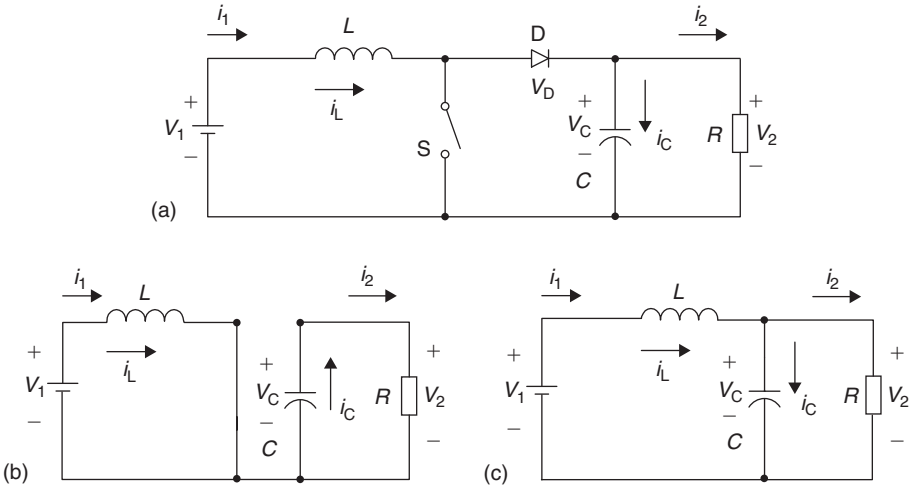 i1
L
D
i2
iL
VD
+
V1
−
S
+
VC
−
C
iC
R
+
V2
−
(a)
i1
L
i2
iL
+
V1
−
+
VC
−
C
iC
R
+
V2
−
(b)
i1
L
i2
iL
+
V1
−
+
VC
−
C
iC
R
+
V2
−
(c)